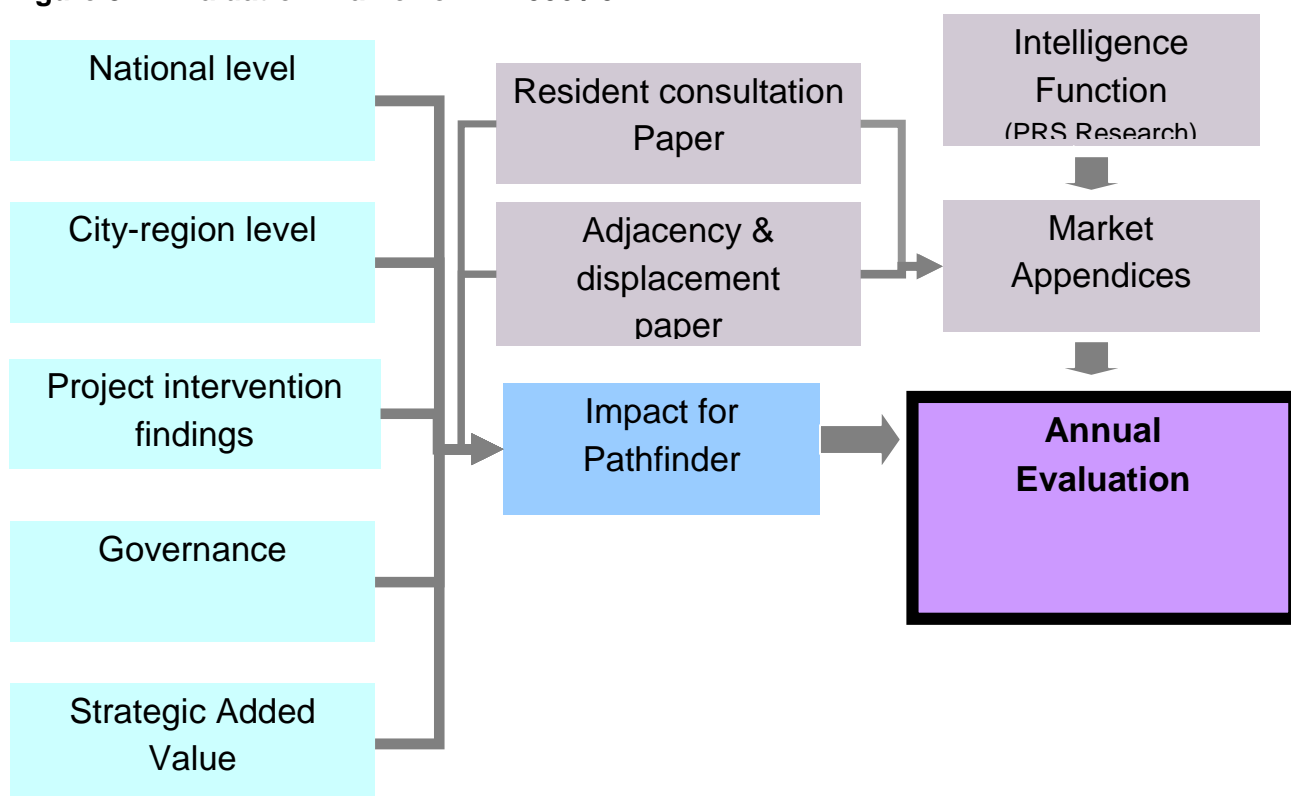 National level
City-region level
Project intervention
findings
Governance
Strategic Added
Value
Resident consultation
Paper
Adjacency &
displacement
paper
Impact for
Pathfinder
Intelligence
Function
(PRS Research)
Market
Appendices
Annual
Evaluation